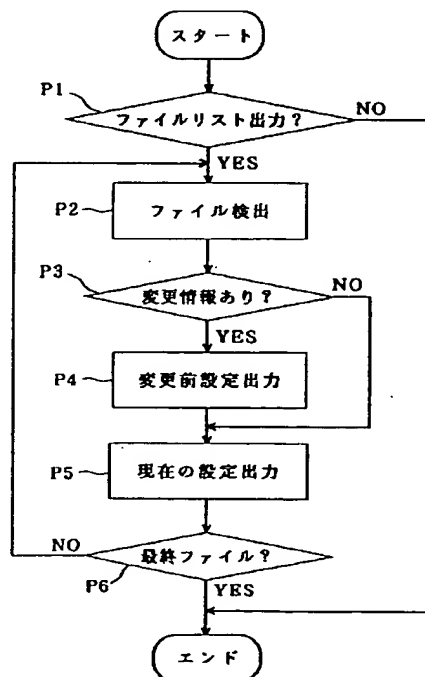 スタート
P1
ファイルリスト出力?
NO
YES
P2
ファイル検出
P3
変更情報あり?
NO
YES
P4
変更前設定出力
P5
現在の設定出力
NO
最終ファイル?
P6
YES
エンド